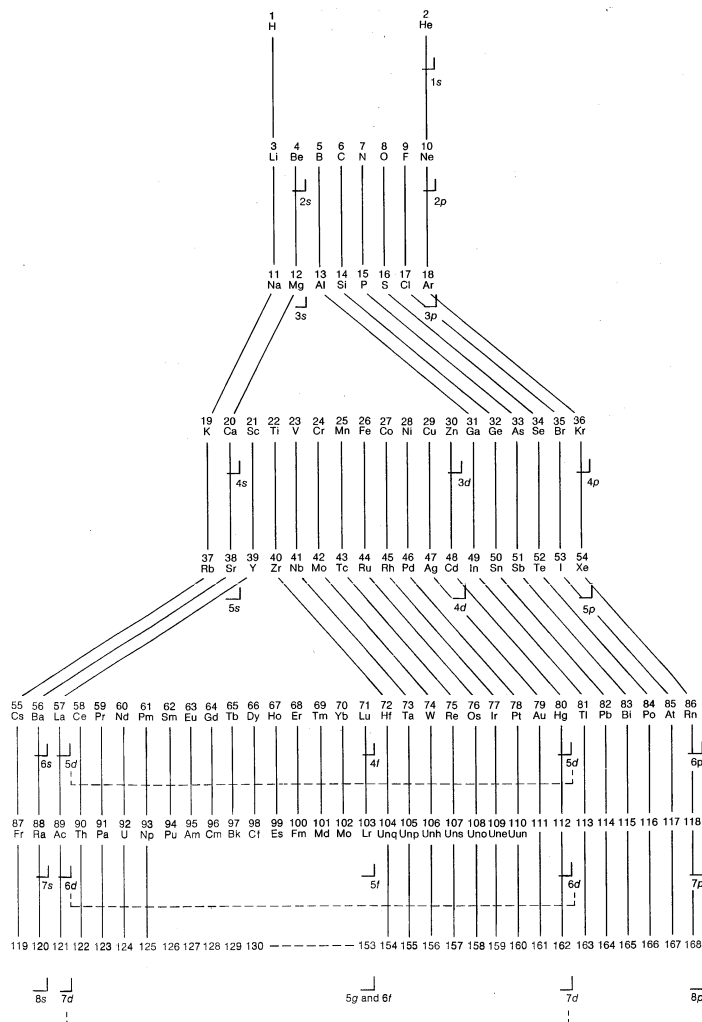 1 2
H He
1s
3 4 5 6 7 8 9 10
Li Be B C N O F Ne
2s 2p
11 12 13 14 15 16 17 18
Na Mg Al Si P S Cl Ar
3s 3p
19 20 21 22 23 24 25 26 27 28 29 30 31 32 33 34 35 36
K Ca Sc Ti V Cr Mn Fe Co Ni Cu Zn Ga Ge As Se Br Kr
4s 3d 4p
37 38 39 40 41 42 43 44 45 46 47 48 49 50 51 52 53 54
Rb Sr Y Zr Nb Mo Tc Ru Rh Pd Ag Cd In Sn Sb Te I Xe
5s 4d 5p
55 56 57 58 59 60 61 62 63 64 65 66 67 68 69 70 71 72 73 74 75 76 77 78 79 80 81 82 83 84 85 86
Cs Ba La Ce Pr Nd Pm Sm Eu Gd Tb Dy Ho Er Tm Yb Lu Hf Ta W Re Os Ir Pt Au Hg Tl Pb Bi Po At Rn
6s 5d 4f 5d 6p
87 88 89 90 91 92 93 94 95 96 97 98 99 100 101 102 103 104 105 106 107 108 109 110 111 112 113 114 115 116 117 118
Fr Ra Ac Th Pa U Np Pu Am Cm Bk Cf Es Fm Md Mo Lr Unq Unp Unh Uns Uno Une Uun
7s 6d 5f 6d 7p
119 120 121 122 123 124 125 126 127 128 129 130 153 154 155 156 157 158 159 160 161 162 163 164 165 166 167 168
8s 7d 5g and 6f 7d 8p